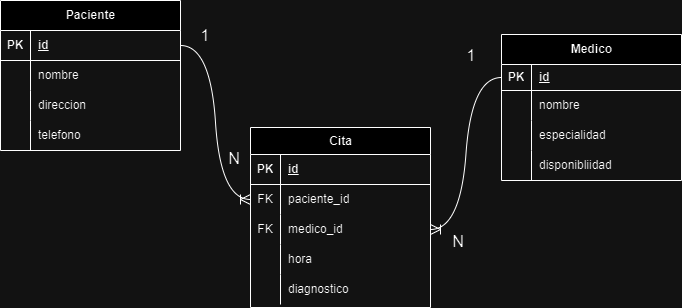 Paciente
PK id
nombre
direccion
telefono
1
N
Medico
PK id
nombre
especialidad
disponibliidad
1
N
Cita
PK id
FK paciente_id
FK medico_id
hora
diagnostico